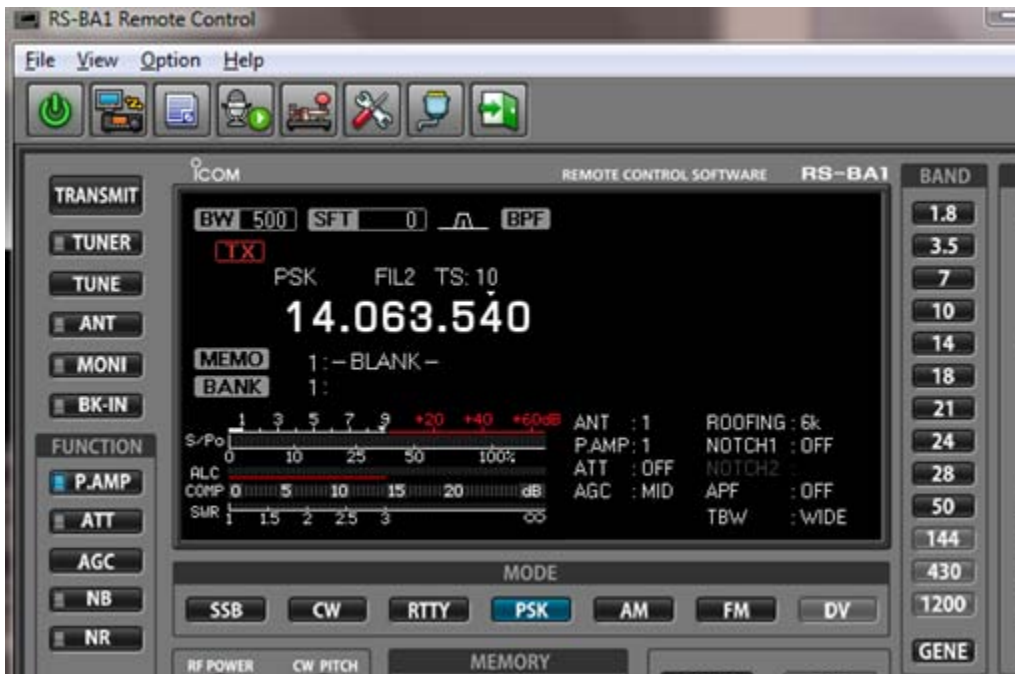 RS-BA1 Remote Control
File View Option Help
ICOM REMOTE CONTROL SOFTWARE RS-BA1
BW 500 SFT 0 BPF
TX
PSK FIL2 TS: 10
14.063.540
MEMO 1:-BLANK-
BANK 1:
1 3 5 7 9 +20 +40 +60dB
S/Po
0 10 25 50 100%
ALC
COMP 0 5 10 15 20 dB
SWR 1 1.5 2 2.5 3 ∞
ANT :1
P.AMP:1
ATT :OFF
AGC :MID
ROOFING:6k
NOTCH1 :OFF
NOTCH2 :
APF :OFF
TBW :WIDE
TRANSMIT
TUNER
TUNE
ANT
MONI
BK-IN
FUNCTION
P.AMP
ATT
AGC
NB
NR
MODE
SSB CW RTTY PSK AM FM DV
RF POWER CW PITCH MEMORY
BAND
1.8
3.5
7
10
14
18
21
24
28
50
144
430
1200
GENE